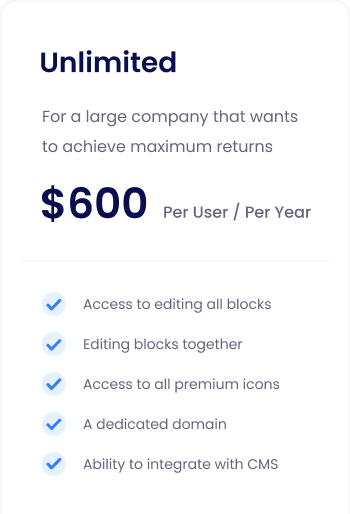 Unlimited
For a large company that wants
to achieve maximum returns
$600 Per User / Per Year
Access to editing all blocks
Editing blocks together
Access to all premium icons
A dedicated domain
Ability to integrate with CMS